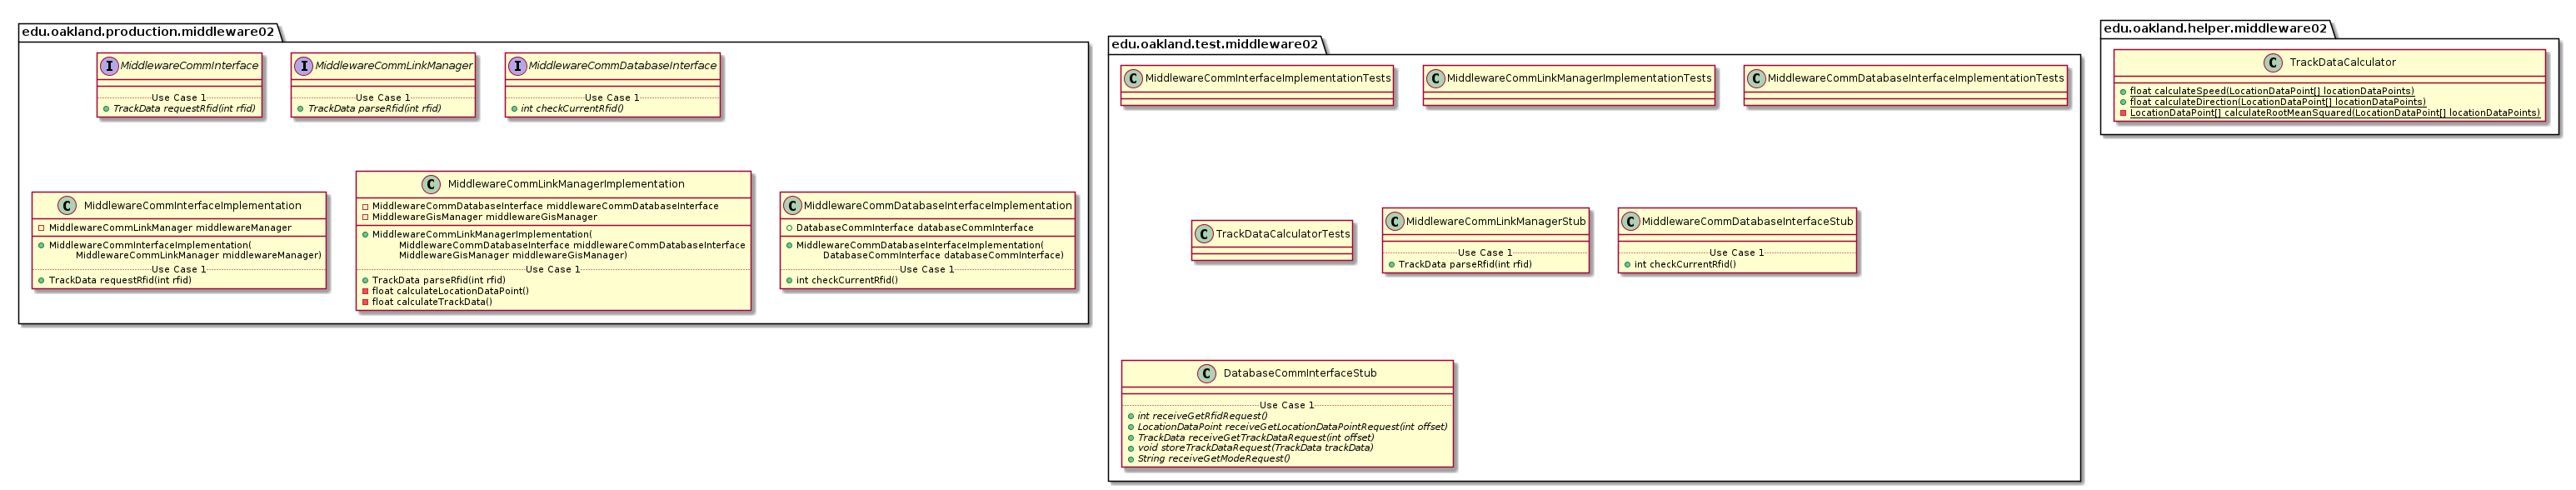 edu.oakland.production.middleware02
I MiddlewareCommInterface
Use Case 1
TrackData requestRfid(int rfid)
I MiddlewareCommLinkManager
Use Case 1
TrackData parseRfid(int rfid)
I MiddlewareCommDatabaseInterface
Use Case 1
int checkCurrentRfid()
C MiddlewareCommInterfaceImplementation
MiddlewareCommLinkManager middlewareManager
MiddlewareCommInterfaceImplementation(
MiddlewareCommLinkManager middlewareManager)
Use Case 1
TrackData requestRfid(int rfid)
C MiddlewareCommLinkManagerImplementation
MiddlewareCommDatabaseInterface middlewareCommDatabaseInterface
MiddlewareGisManager middlewareGisManager
MiddlewareCommLinkManagerImplementation(
MiddlewareCommDatabaseInterface middlewareCommDatabaseInterface
MiddlewareGisManager middlewareGisManager)
Use Case 1
TrackData parseRfid(int rfid)
float calculateLocationDataPoint()
float calculateTrackData()
C MiddlewareCommDatabaseInterfaceImplementation
DatabaseCommInterface databaseCommInterface
MiddlewareCommDatabaseInterfaceImplementation(
DatabaseCommInterface databaseCommInterface)
Use Case 1
int checkCurrentRfid()
edu.oakland.test.middleware02
C MiddlewareCommInterfaceImplementationTests
C MiddlewareCommLinkManagerImplementationTests
C MiddlewareCommDatabaseInterfaceImplementationTests
C TrackDataCalculatorTests
C MiddlewareCommLinkManagerStub
Use Case 1
TrackData parseRfid(int rfid)
C MiddlewareCommDatabaseInterfaceStub
Use Case 1
int checkCurrentRfid()
C DatabaseCommInterfaceStub
Use Case 1
int receiveGetRfidRequest()
LocationDataPoint receiveGetLocationDataPointRequest(int offset)
TrackData receiveGetTrackDataRequest(int offset)
void storeTrackDataRequest(TrackData trackData)
String receiveGetModeRequest()
edu.oakland.helper.middleware02
C TrackDataCalculator
float calculateSpeed(LocationDataPoint[] locationDataPoints)
float calculateDirection(LocationDataPoint[] locationDataPoints)
LocationDataPoint[] calculateRootMeanSquared(LocationDataPoint[] locationDataPoints)